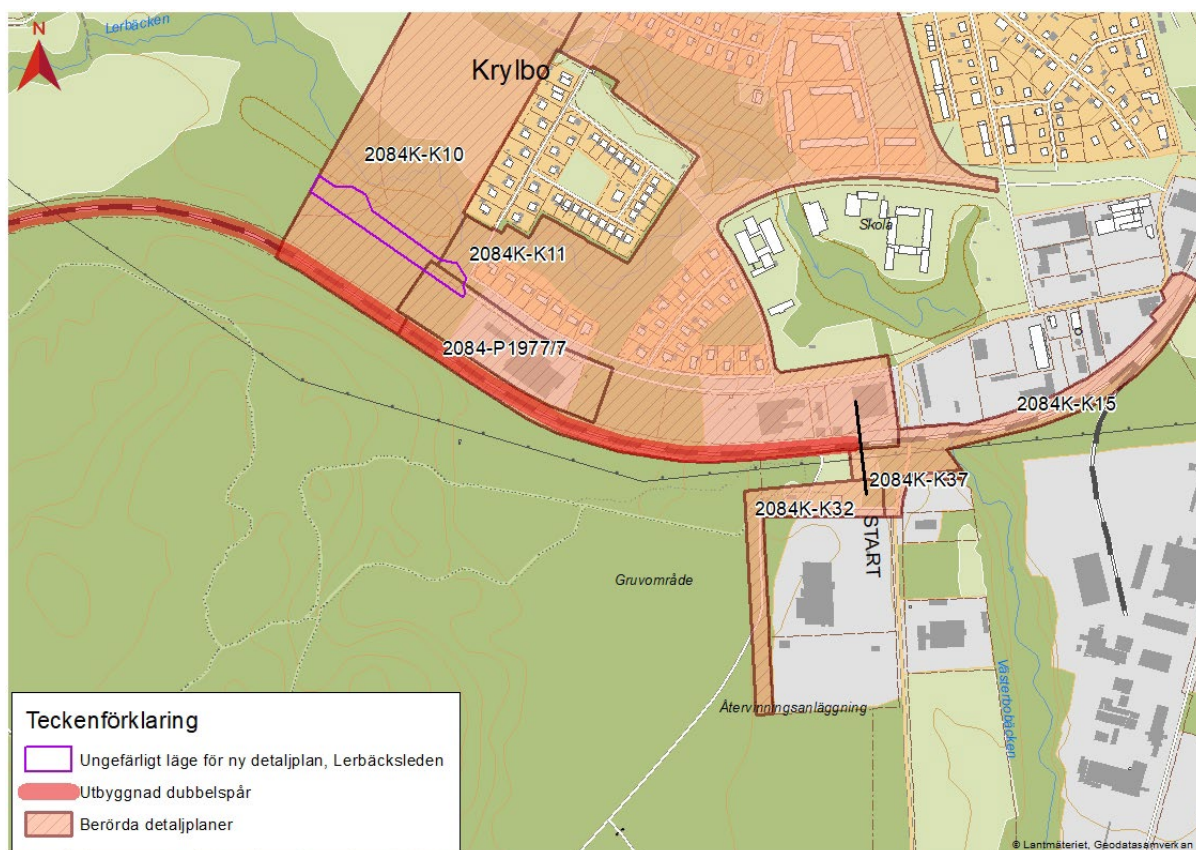 N
Lerbäcken
Krylbo
2084K-K10
Skola
2084K-K11
2084-P1977/7
2084K-K15
2084K-K37
2084K-K32
START
Gruvområde
Västerbobäcken
Återvinningsanläggning
Teckenförklaring
Ungefärligt läge för ny detaljplan, Lerbäcksleden
Utbyggnad dubbelspår
Berörda detaljplaner
© Lantmäteriet, Geodatasamverkan